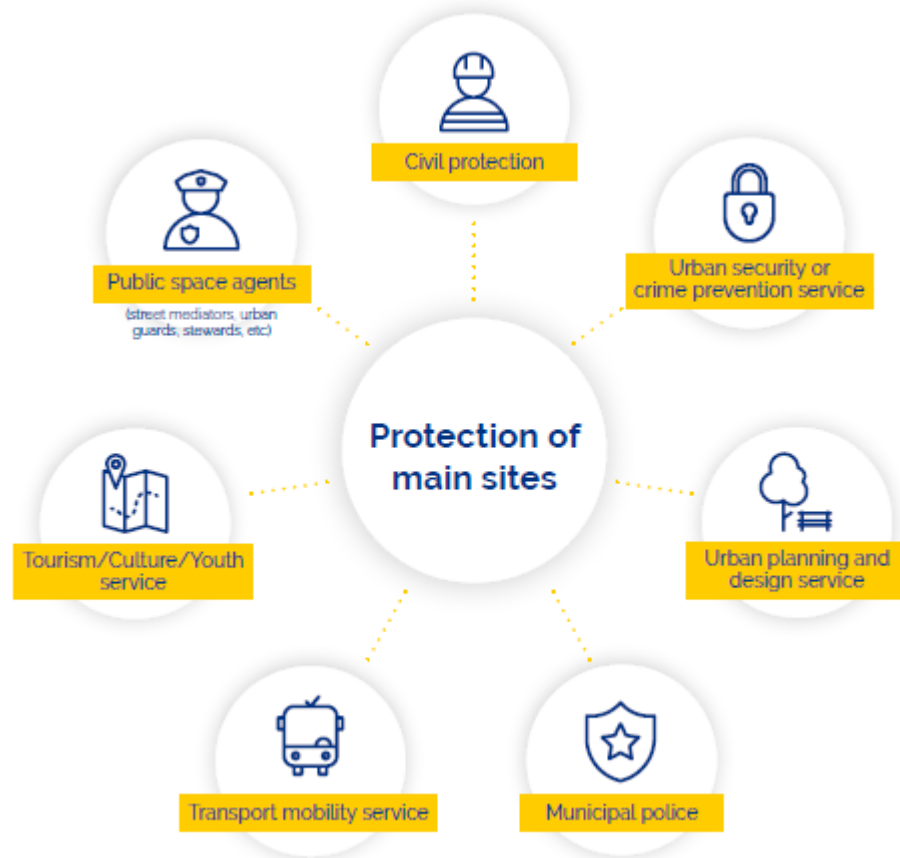 Civil protection
Public space agents
(street mediators, urban
guards, stewards, etc)
Urban security or
crime prevention service
Protection of
main sites
Tourism/Culture/Youth
service
Urban planning and
design service
Transport mobility service
Municipal police